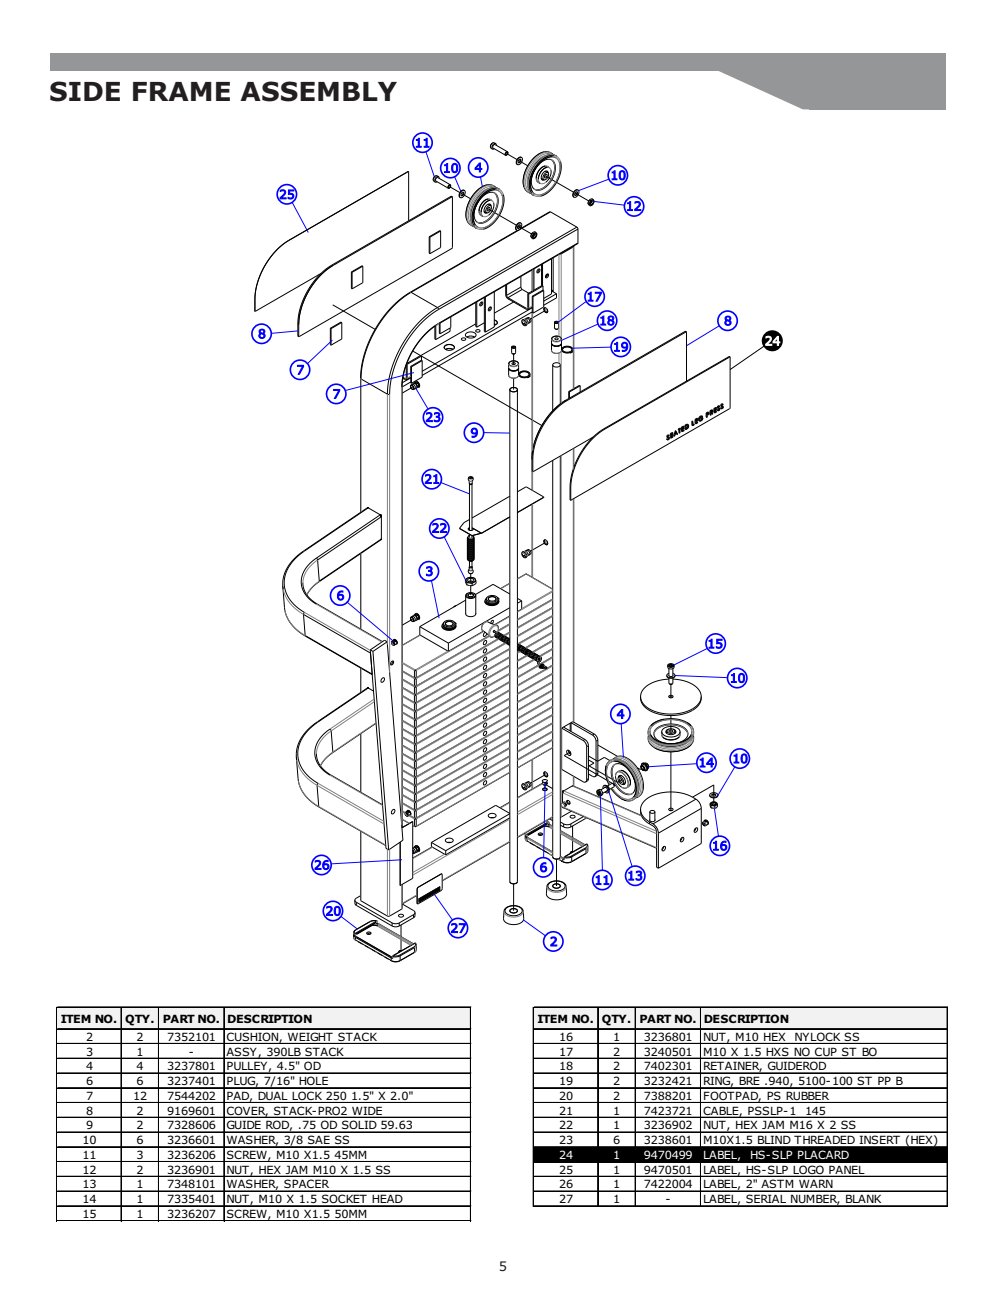 SIDE FRAME ASSEMBLY
11
10
4
10
12
25
17
18
19
8
24
8
7
7
23
9
SEATED LEG PRESS
21
22
3
6
15
10
4
14
10
16
6
11
13
26
20
27
2
ITEM NO. QTY. PART NO. DESCRIPTION
2 2 7352101 CUSHION, WEIGHT STACK
3 1 - ASSY, 390LB STACK
4 4 3237801 PULLEY, 4.5" OD
6 6 3237401 PLUG, 7/16" HOLE
7 12 7544202 PAD, DUAL LOCK 250 1.5" X 2.0"
8 2 9169601 COVER, STACK-PRO2 WIDE
9 2 7328606 GUIDE ROD, .75 OD SOLID 59.63
10 6 3236601 WASHER, 3/8 SAE SS
11 3 3236206 SCREW, M10 X1.5 45MM
12 2 3236901 NUT, HEX JAM M10 X 1.5 SS
13 1 7348101 WASHER, SPACER
14 1 7335401 NUT, M10 X 1.5 SOCKET HEAD
15 1 3236207 SCREW, M10 X1.5 50MM
ITEM NO. QTY. PART NO. DESCRIPTION
16 1 3236801 NUT, M10 HEX NYLOCK SS
17 2 3240501 M10 X 1.5 HXS NO CUP ST BO
18 2 7402301 RETAINER, GUIDEROD
19 2 3232421 RING, BRE .940, 5100-100 ST PP B
20 2 7388201 FOOTPAD, PS RUBBER
21 1 7423721 CABLE, PSSLP-1 145
22 1 3236902 NUT, HEX JAM M16 X 2 SS
23 6 3238601 M10X1.5 BLIND THREADED INSERT (HEX)
24 1 9470499 LABEL, HS-SLP PLACARD
25 1 9470501 LABEL, HS-SLP LOGO PANEL
26 1 7422004 LABEL, 2" ASTM WARN
27 1 - LABEL, SERIAL NUMBER, BLANK
5